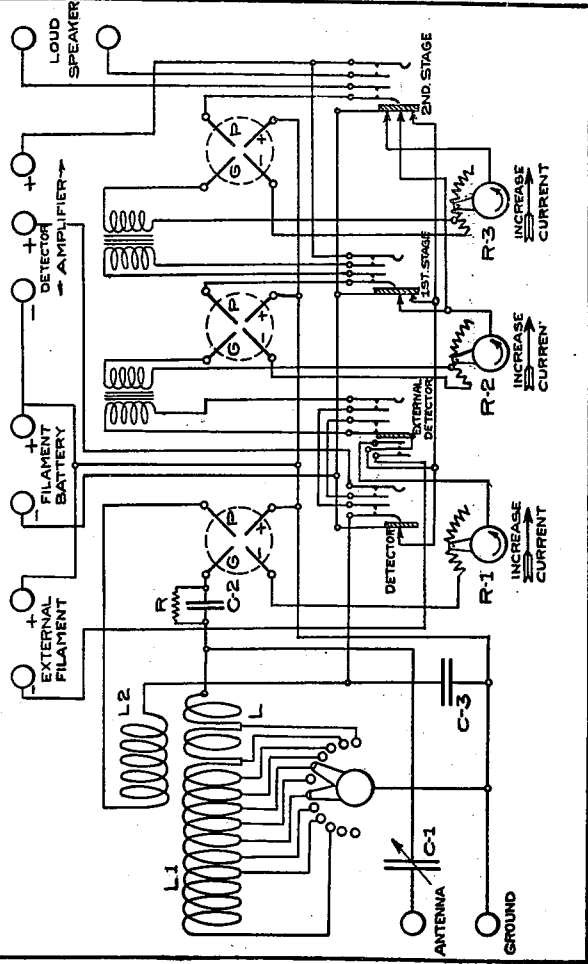 LOUD
SPEAKER
+
+
DETECTOR
AMPLIFIER
-
+
FILAMENT
BATTERY
-
+
EXTERNAL
FILAMENT
-
P
G
+
-
2ND. STAGE
R-3
INCREASE
CURRENT
P
G
+
-
1ST. STAGE
R-2
INCREASE
CURREN
EXTERNAL
DETECTOR
P
G
+
-
R
C-2
DETECTOR
R-1
INCREASE
CURRENT
L2
L
L1
C-3
C-1
ANTENNA
GROUND